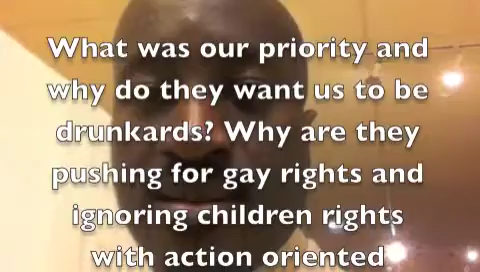 What was our priority and
why do they want us to be
drunkards? Why are they
pushing for gay rights and
ignoring children rights
with action oriented